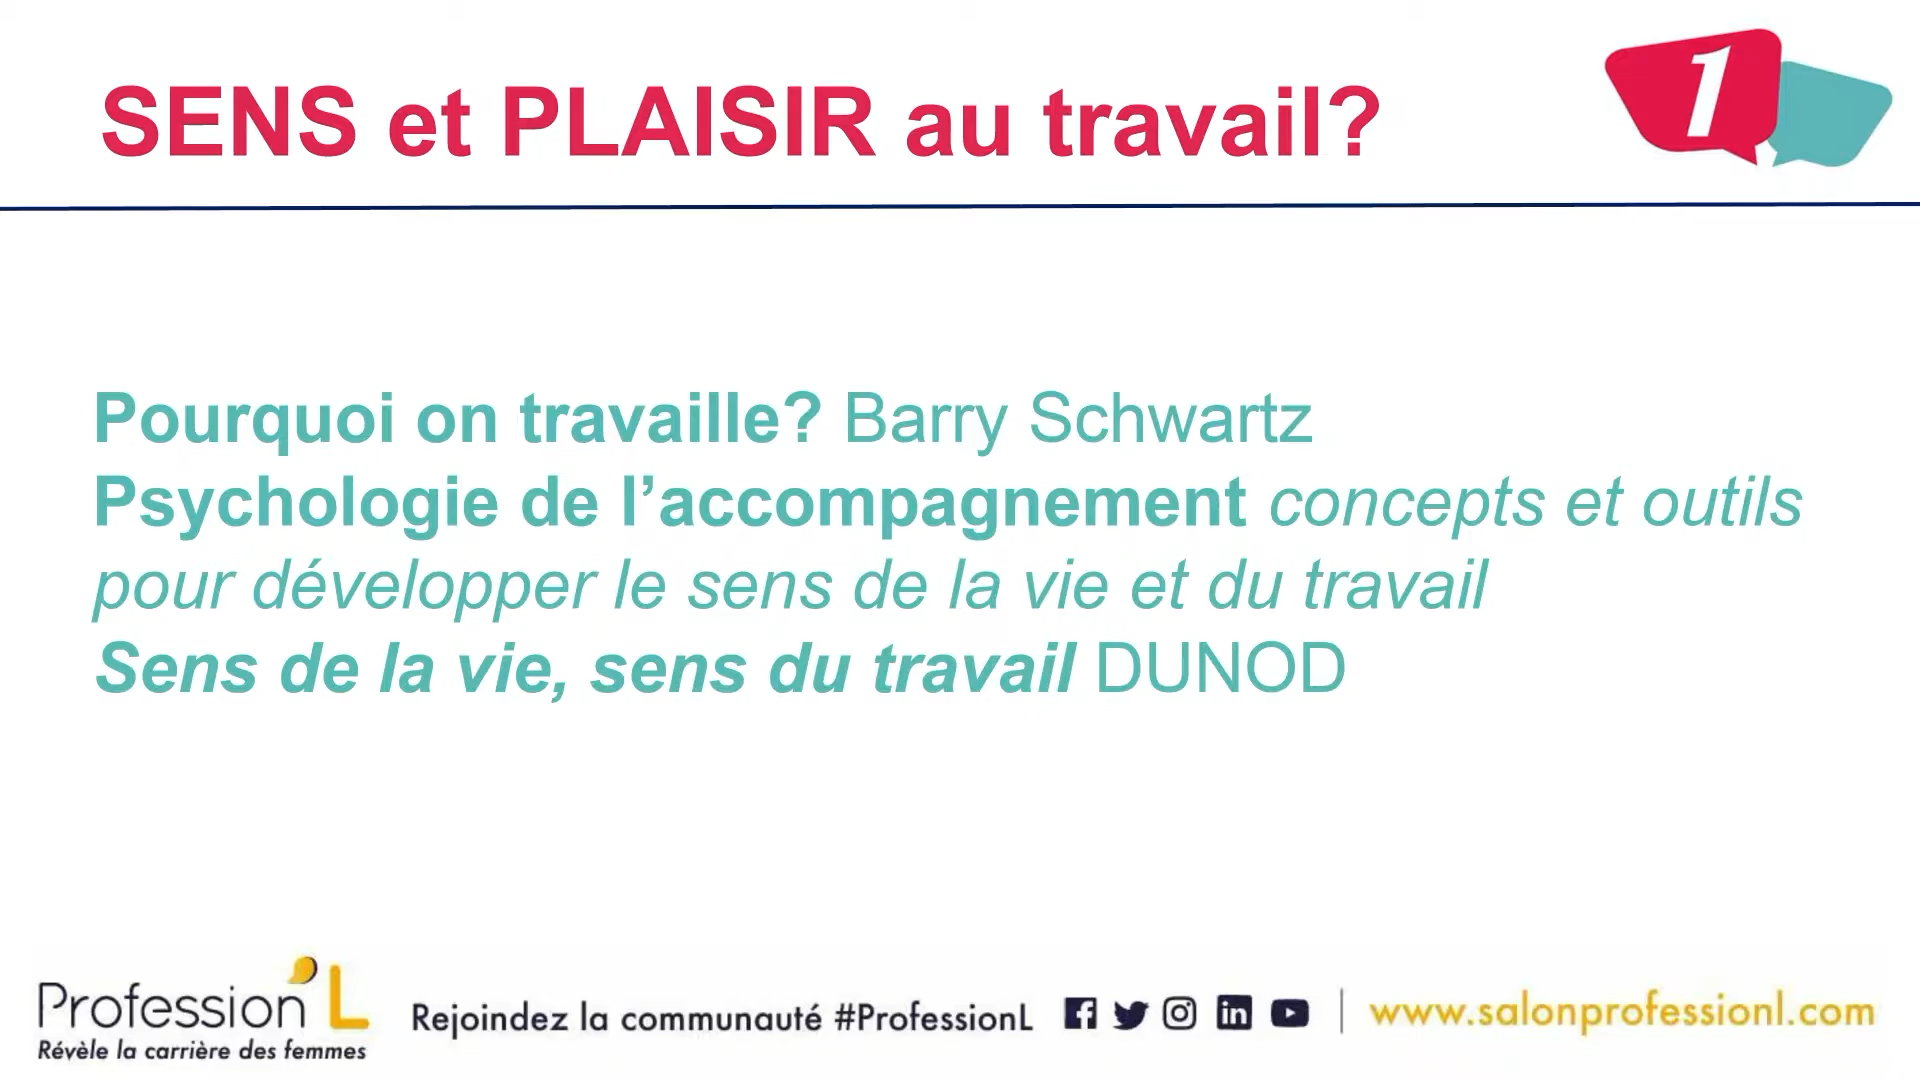 SENS et PLAISIR au travail?
1
Pourquoi on travaille? Barry Schwartz
Psychologie de l’accompagnement concepts et outils
pour développer le sens de la vie et du travail
Sens de la vie, sens du travail DUNOD
Profession'L
Révèle la carrière des femmes
Rejoindez la communauté #ProfessionL
www.salonprofessionl.com